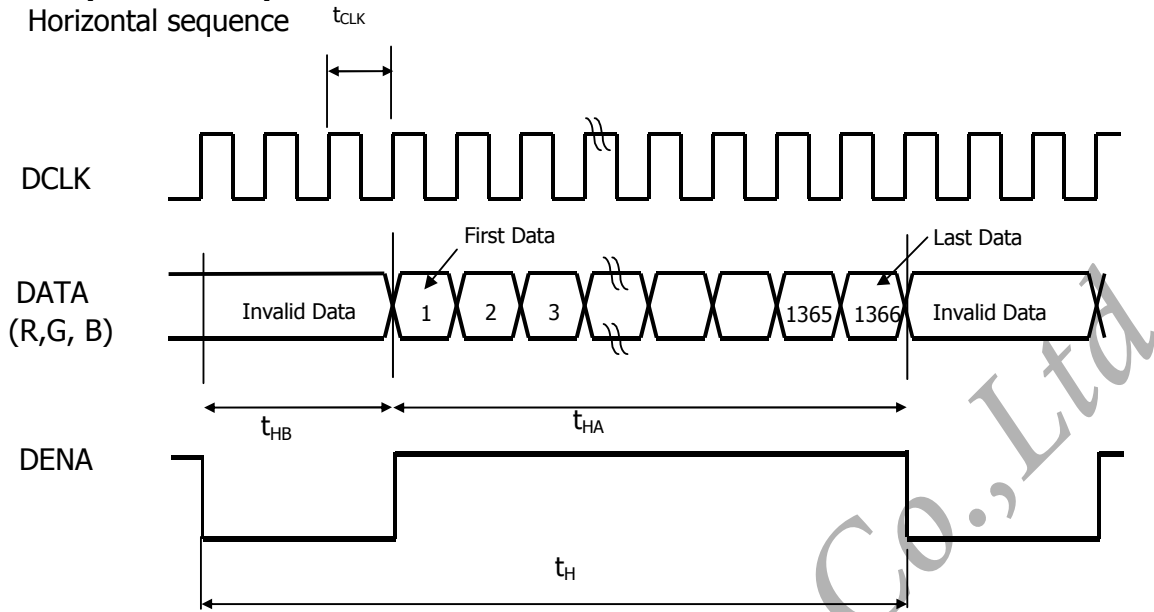 Horizontal sequence
tCLK
DCLK
First Data
Last Data
DATA
(R,G, B)
Invalid Data
1
2
3
1365
1366
Invalid Data
tHB
tHA
DENA
tH
Co.,Ltd